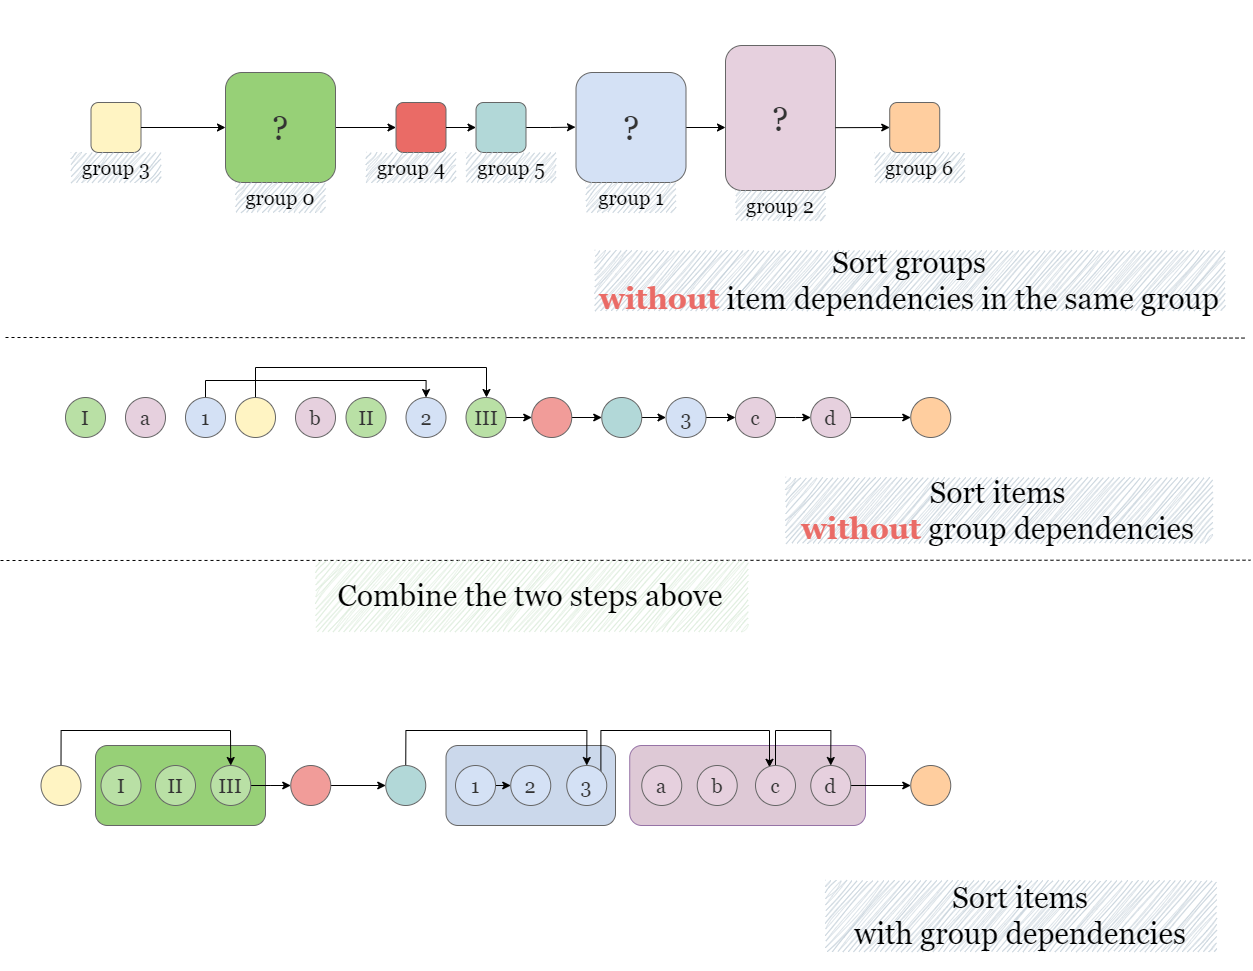 ?
?
?
group 3
group 4
group 5
group 6
group 0
group 1
group 2
Sort groups
without item dependencies in the same group
I a 1 b II 2 III 3 c d
Sort items
without group dependencies
Combine the two steps above
I II III 1 2 3 a b c d
Sort items
with group dependencies